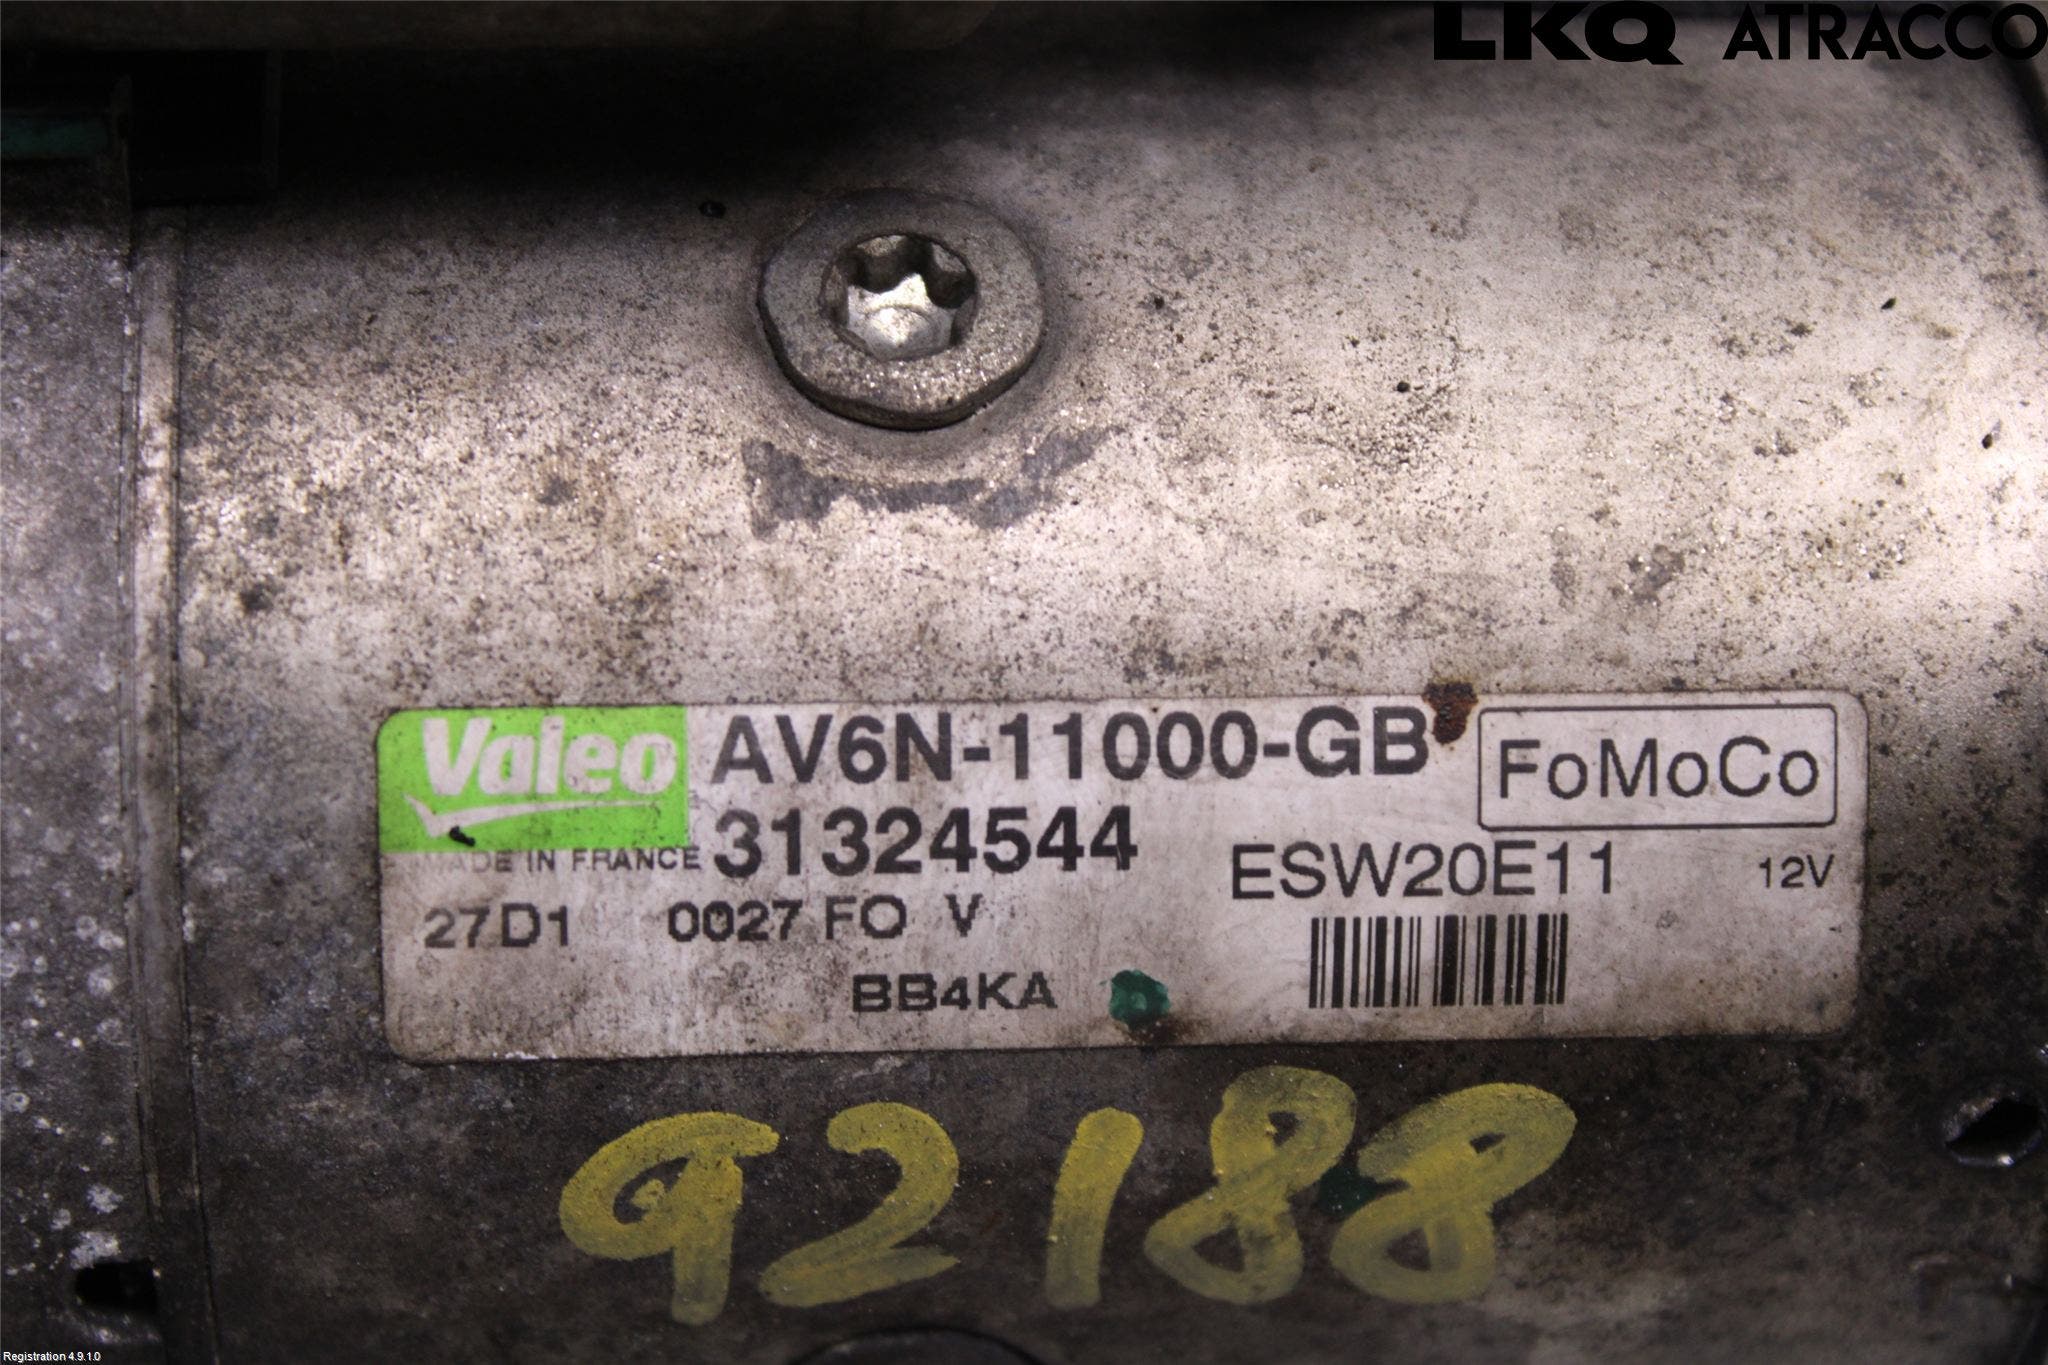 LKQ ATRACCO
Valeo AV6N-11000-GB FoMoCo
MADE IN FRANCE 31324544 ESW20E11 12V
27D1 0027 FO V
BB4KA
92188
Registration 4.9.1.0